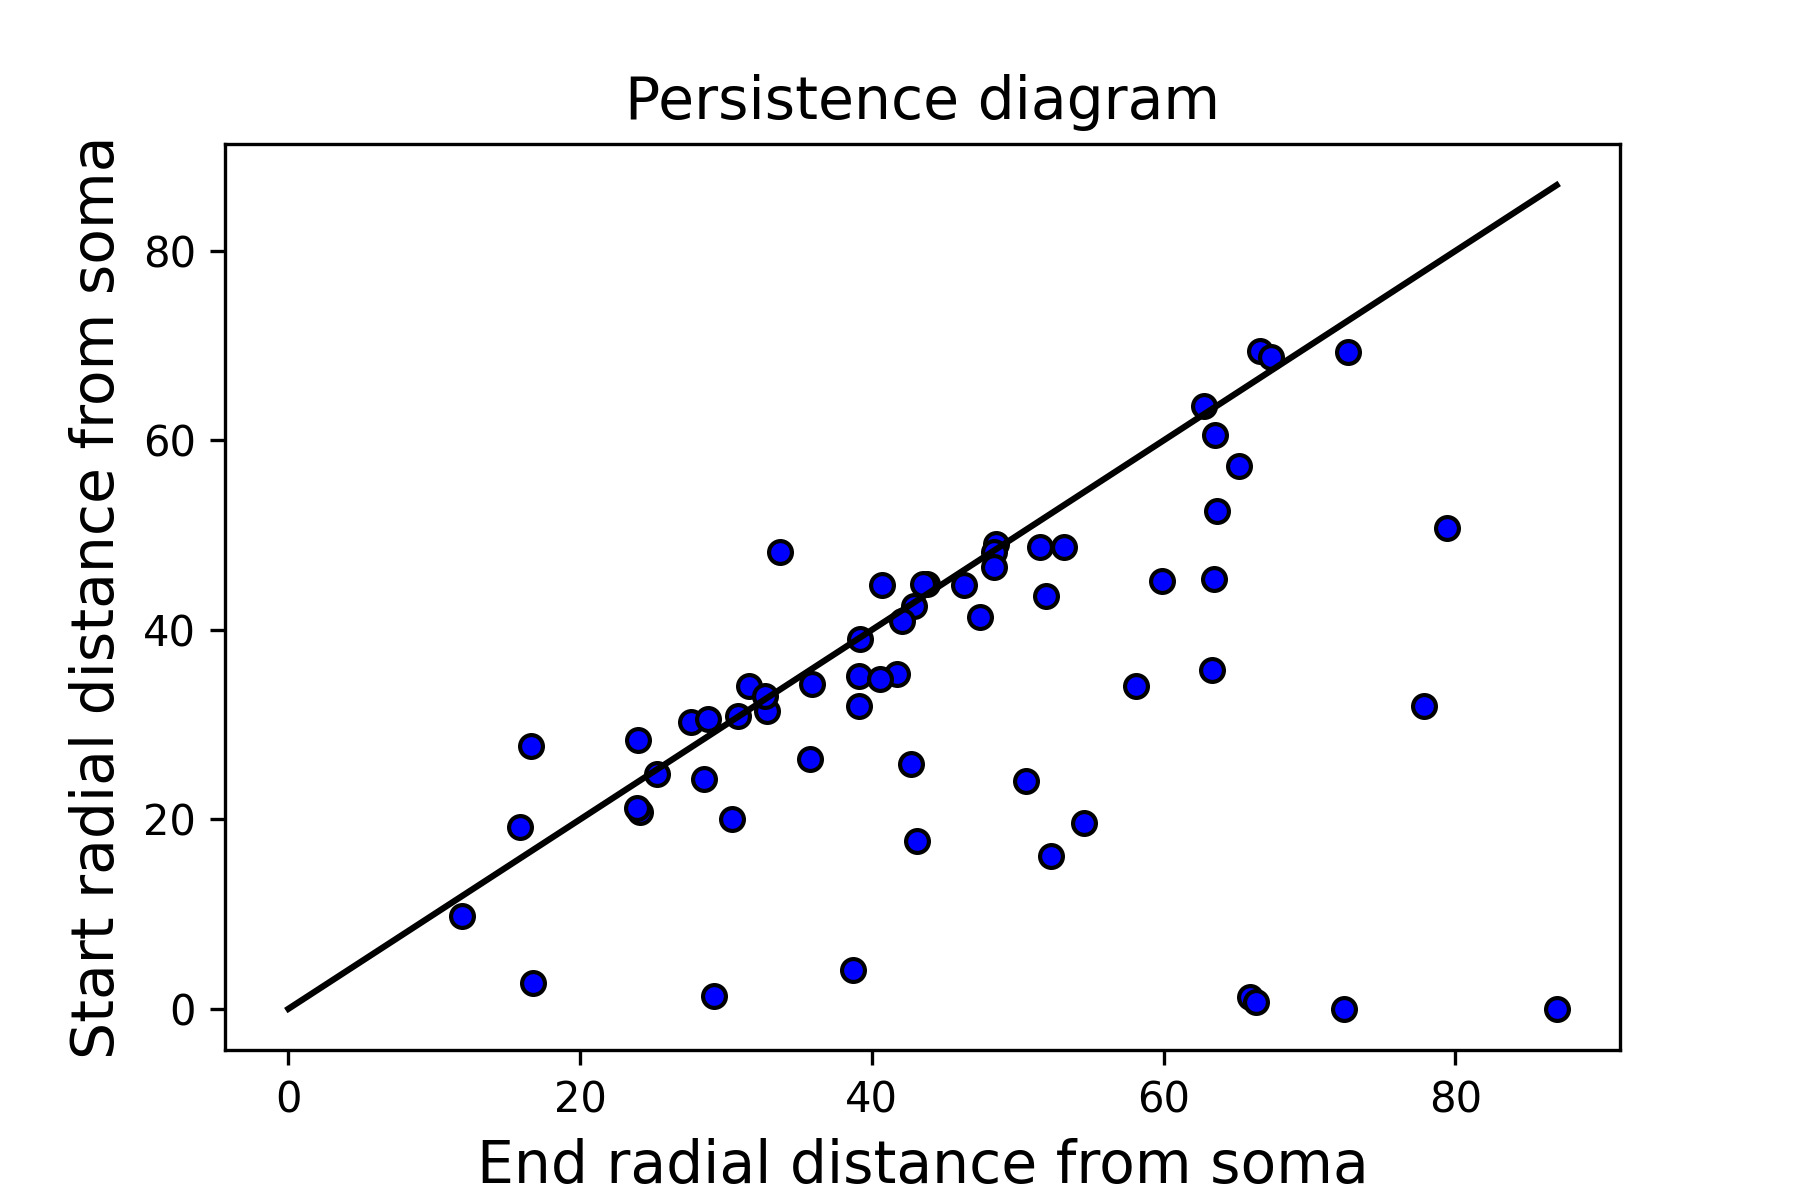 Persistence diagram
Start radial distance from soma
80
60
40
20
0
0 20 40 60 80
End radial distance from soma